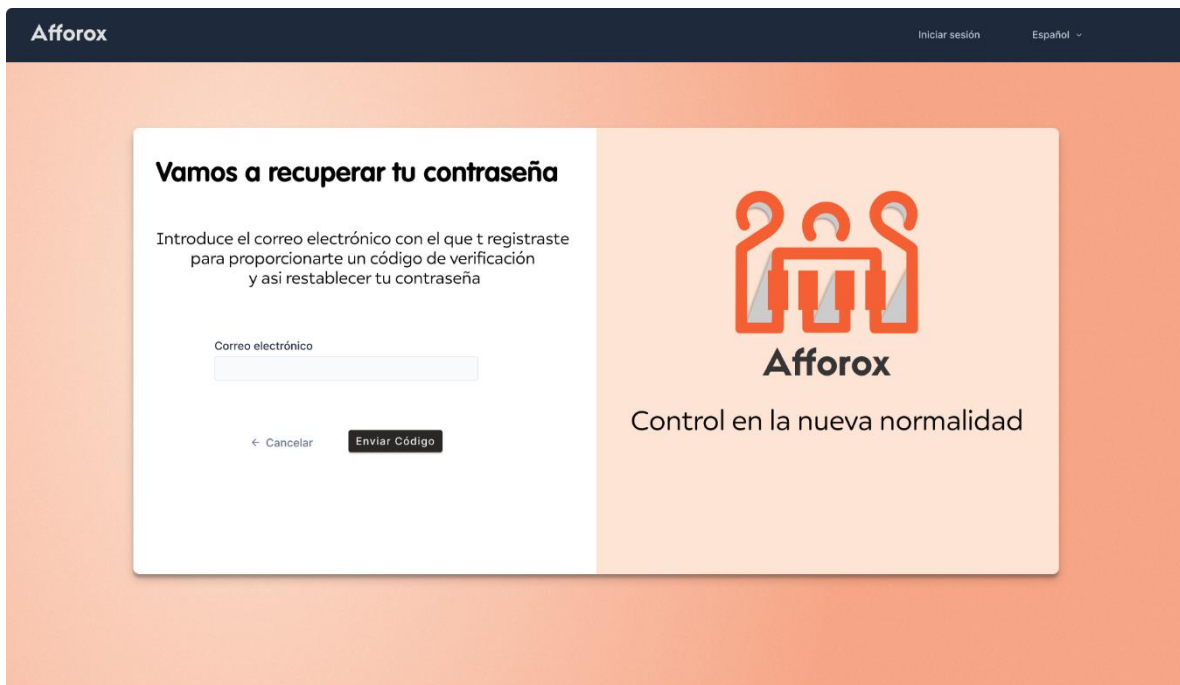 Afforox
Iniciar sesión
Español
Vamos a recuperar tu contraseña
Introduce el correo electrónico con el que t registraste
para proporcionarte un código de verificación
y asi restablecer tu contraseña
Correo electrónico
← Cancelar
Enviar Código
Afforox
Control en la nueva normalidad